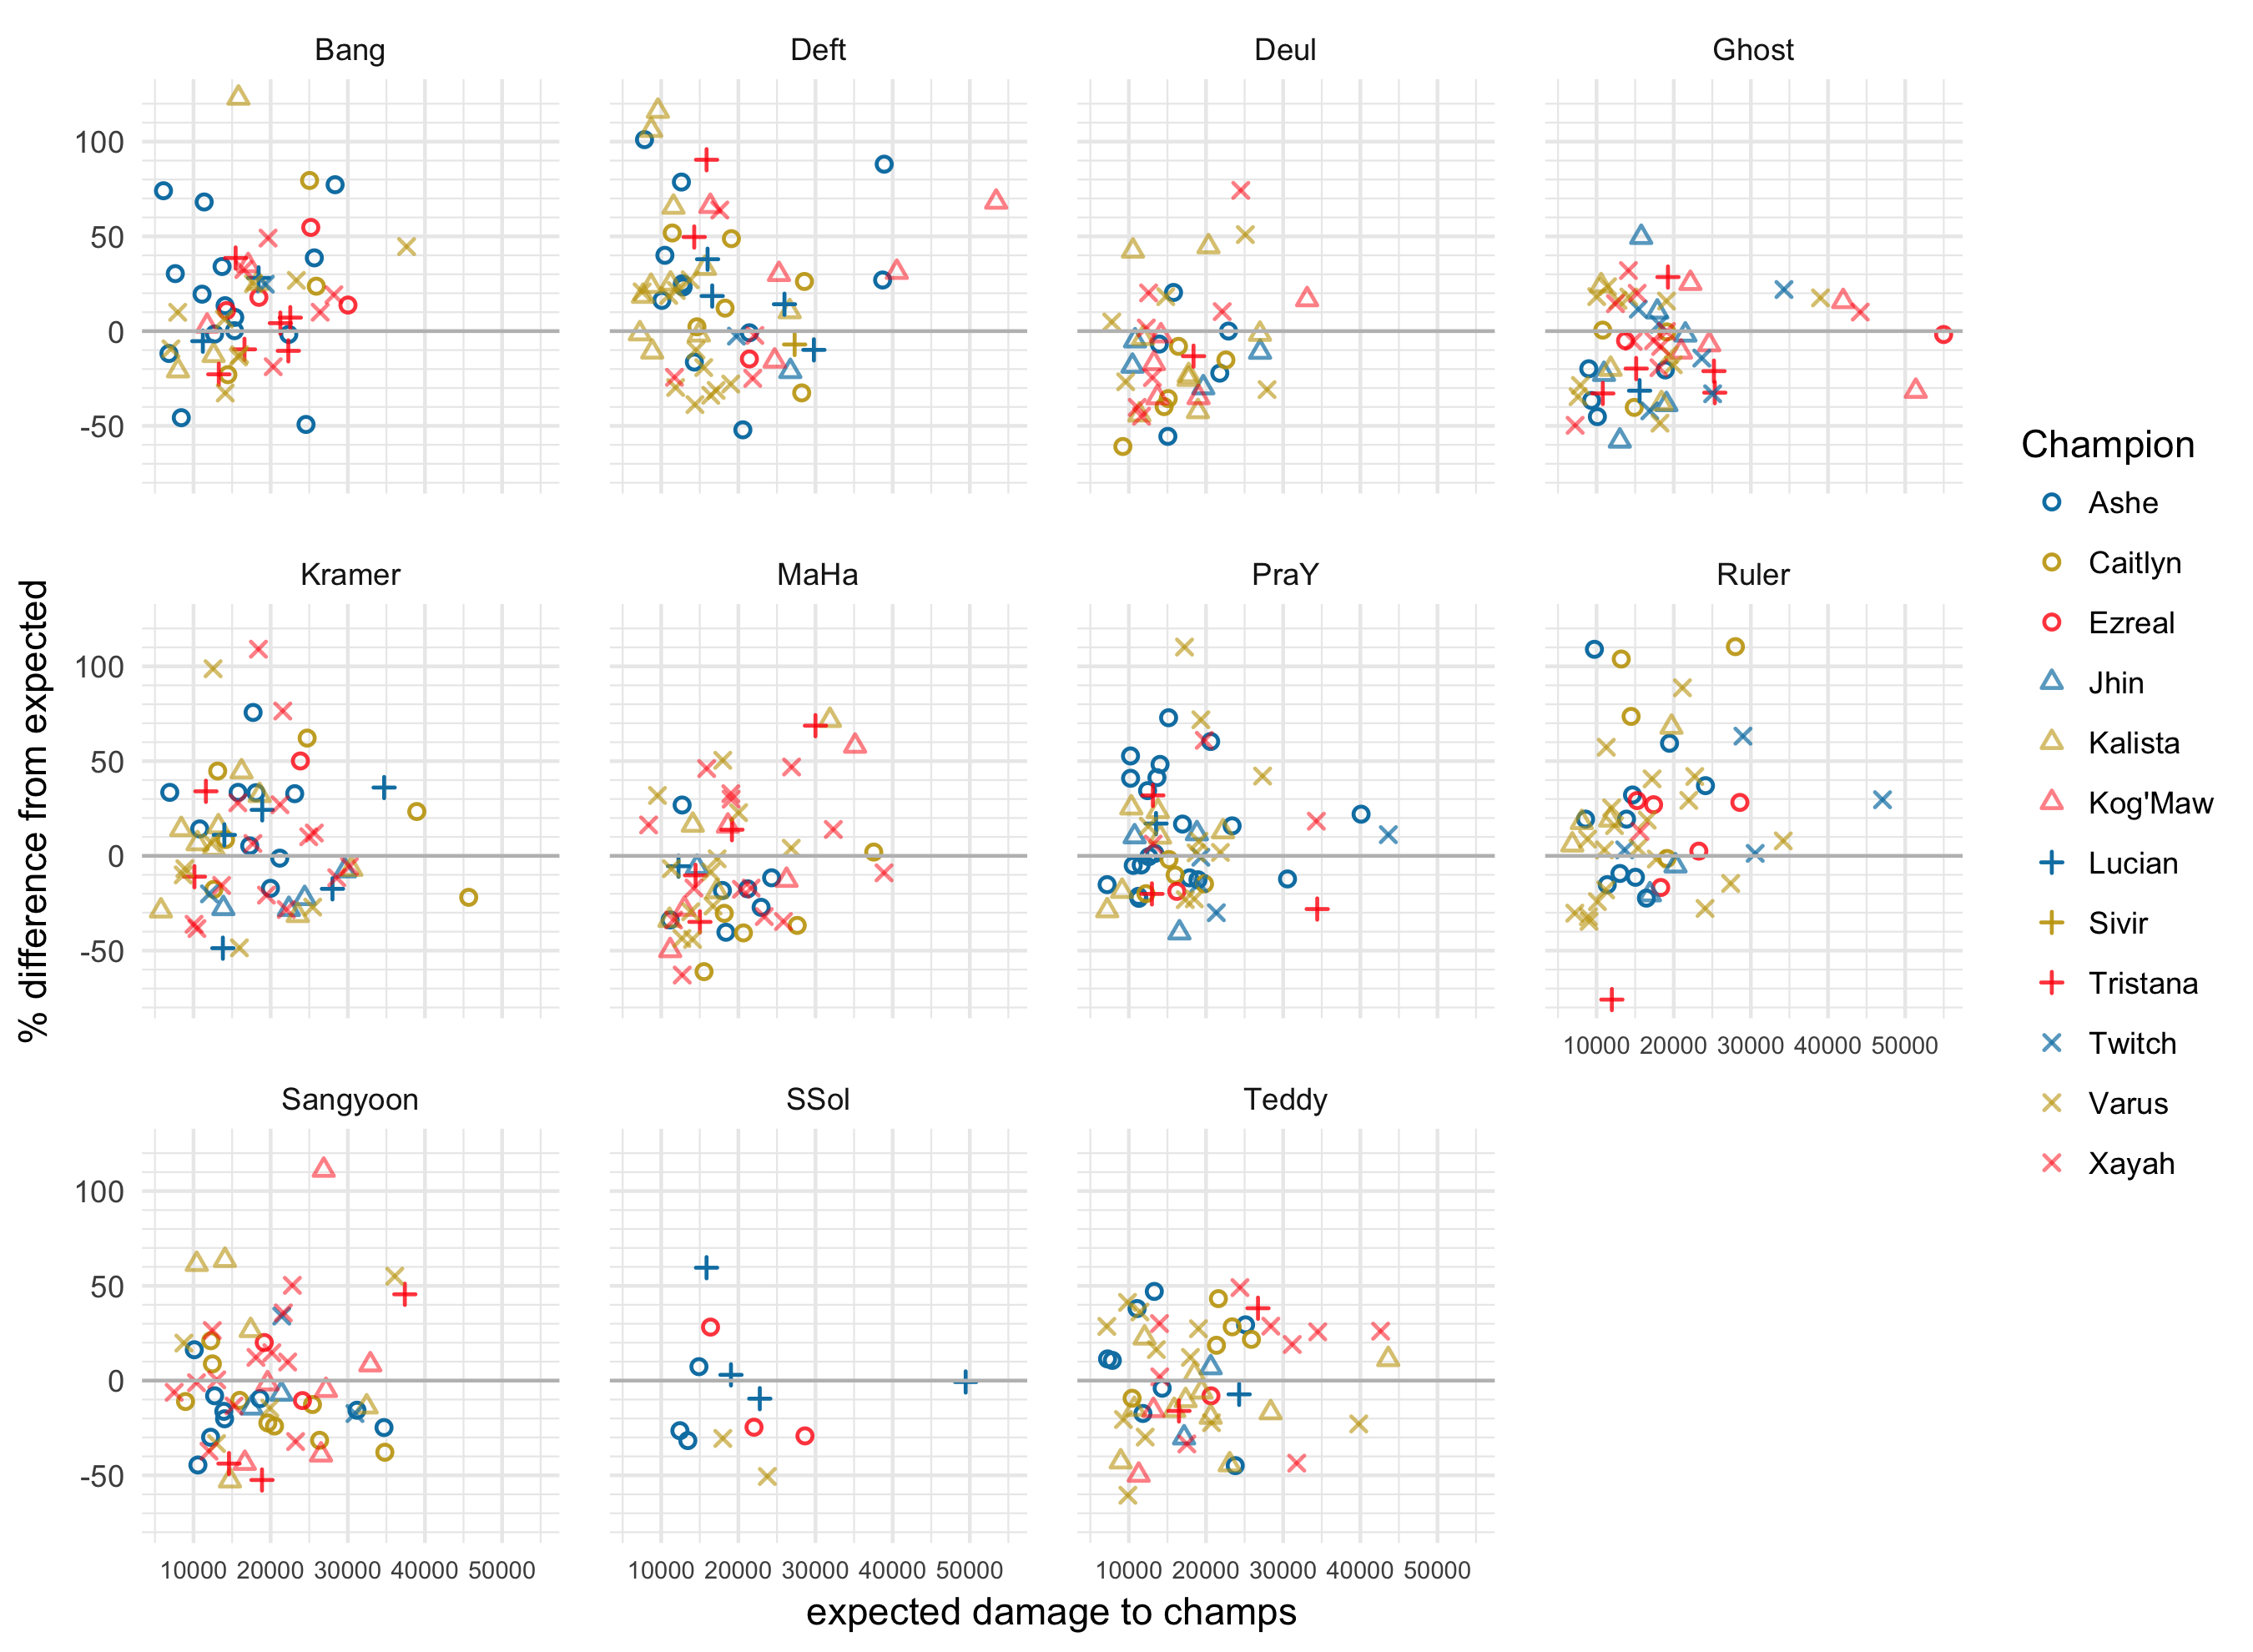 Bang Deft Deul Ghost
100
50
0
-50
Kramer MaHa PraY Ruler
100
50
0
-50
10000 20000 30000 40000 50000
Sangyoon SSol Teddy
100
50
0
-50
10000 20000 30000 40000 50000 10000 20000 30000 40000 50000 10000 20000 30000 40000 50000
expected damage to champs
% difference from expected
Champion
Ashe
Caitlyn
Ezreal
Jhin
Kalista
Kog'Maw
Lucian
Sivir
Tristana
Twitch
Varus
Xayah